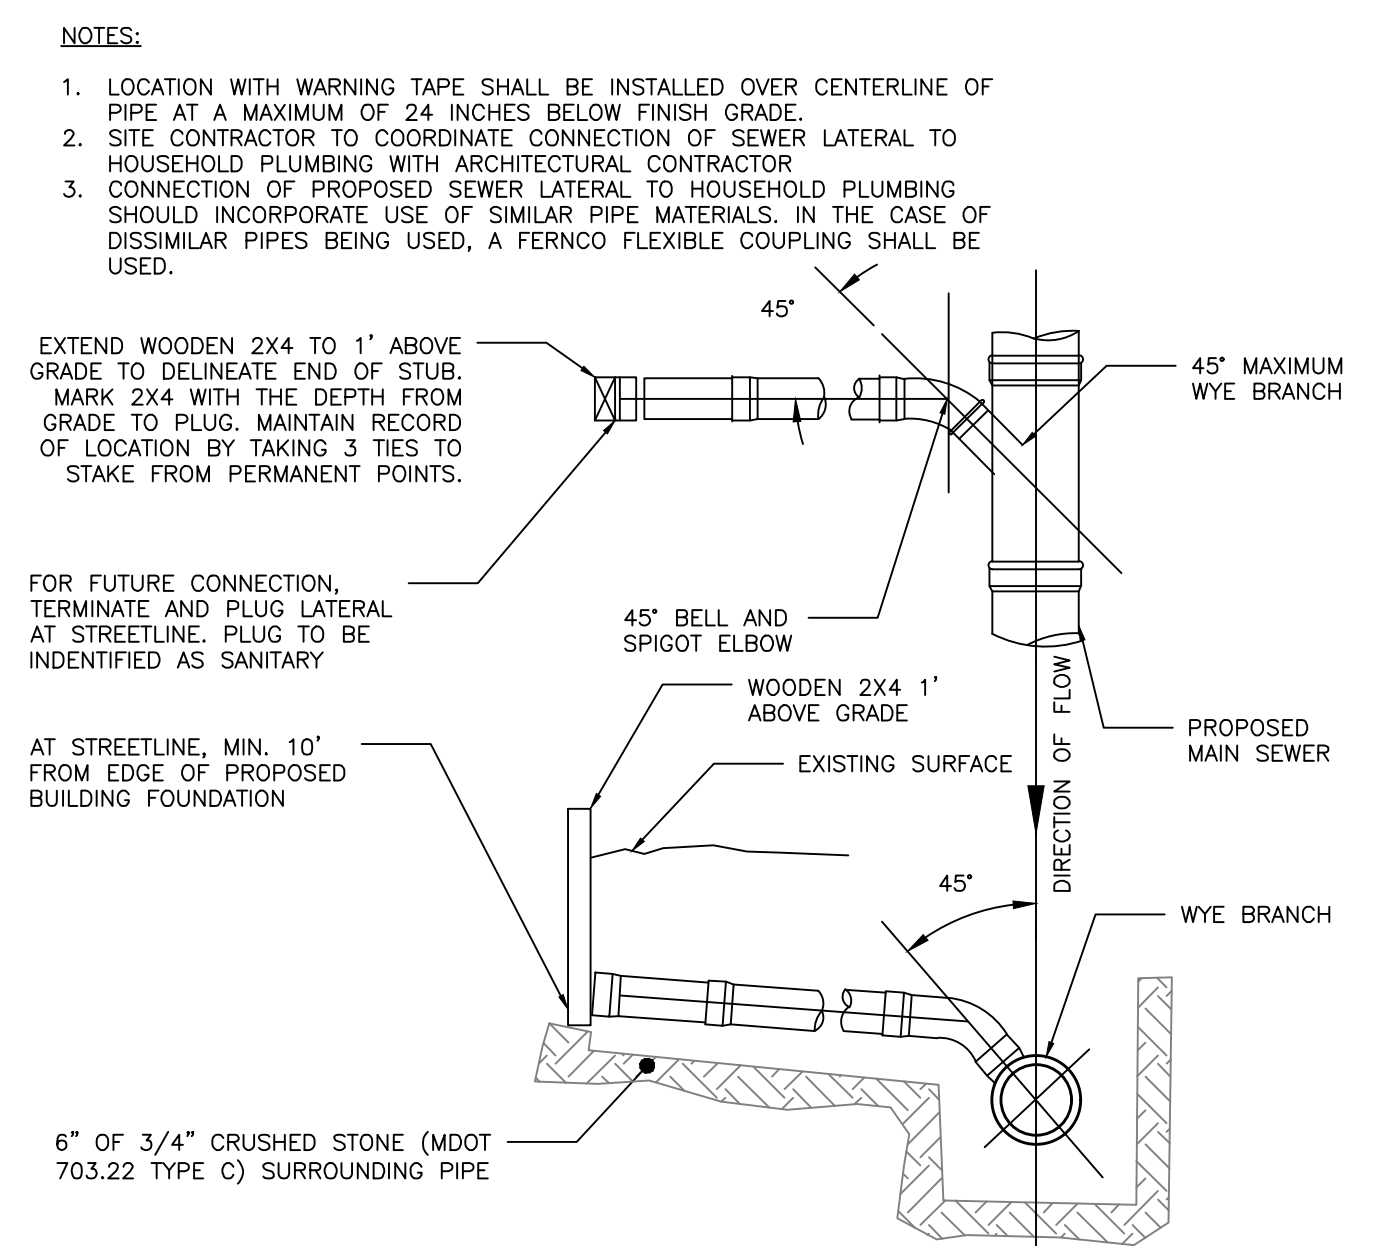 NOTES:
1. LOCATION WITH WARNING TAPE SHALL BE INSTALLED OVER CENTERLINE OF
PIPE AT A MAXIMUM OF 24 INCHES BELOW FINISH GRADE.
2. SITE CONTRACTOR TO COORDINATE CONNECTION OF SEWER LATERAL TO
HOUSEHOLD PLUMBING WITH ARCHITECTURAL CONTRACTOR
3. CONNECTION OF PROPOSED SEWER LATERAL TO HOUSEHOLD PLUMBING
SHOULD INCORPORATE USE OF SIMILAR PIPE MATERIALS. IN THE CASE OF
DISSIMILAR PIPES BEING USED, A FERNCO FLEXIBLE COUPLING SHALL BE
USED.
45°
EXTEND WOODEN 2X4 TO 1' ABOVE
GRADE TO DELINEATE END OF STUB.
MARK 2X4 WITH THE DEPTH FROM
GRADE TO PLUG. MAINTAIN RECORD
OF LOCATION BY TAKING 3 TIES TO
STAKE FROM PERMANENT POINTS.
45° MAXIMUM
WYE BRANCH
FOR FUTURE CONNECTION,
TERMINATE AND PLUG LATERAL
AT STREETLINE. PLUG TO BE
INDENTIFIED AS SANITARY
45° BELL AND
SPIGOT ELBOW
WOODEN 2X4 1'
ABOVE GRADE
DIRECTION OF FLOW
PROPOSED
MAIN SEWER
AT STREETLINE, MIN. 10'
FROM EDGE OF PROPOSED
BUILDING FOUNDATION
EXISTING SURFACE
45°
WYE BRANCH
6" OF 3/4" CRUSHED STONE (MDOT
703.22 TYPE C) SURROUNDING PIPE